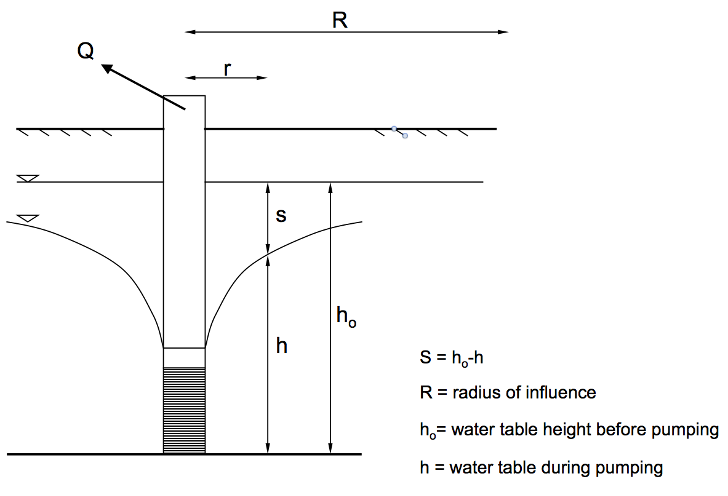 R
Q
r
s
h
hₒ
S = hₒ-h
R = radius of influence
hₒ= water table height before pumping
h = water table during pumping